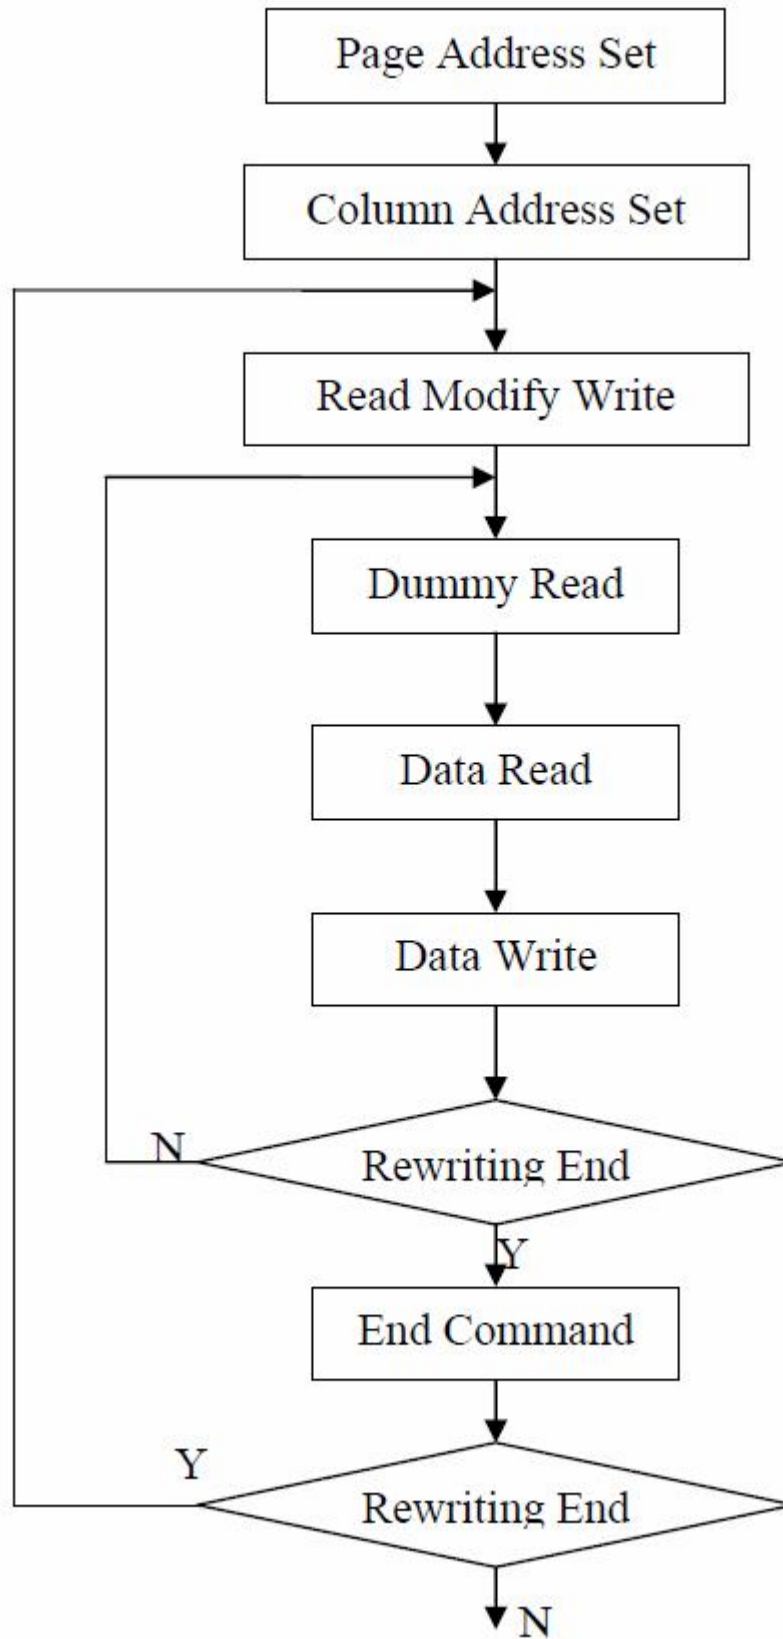 Page Address Set
Column Address Set
Read Modify Write
Dummy Read
Data Read
Data Write
N
Rewriting End
Y
End Command
Y
Rewriting End
N